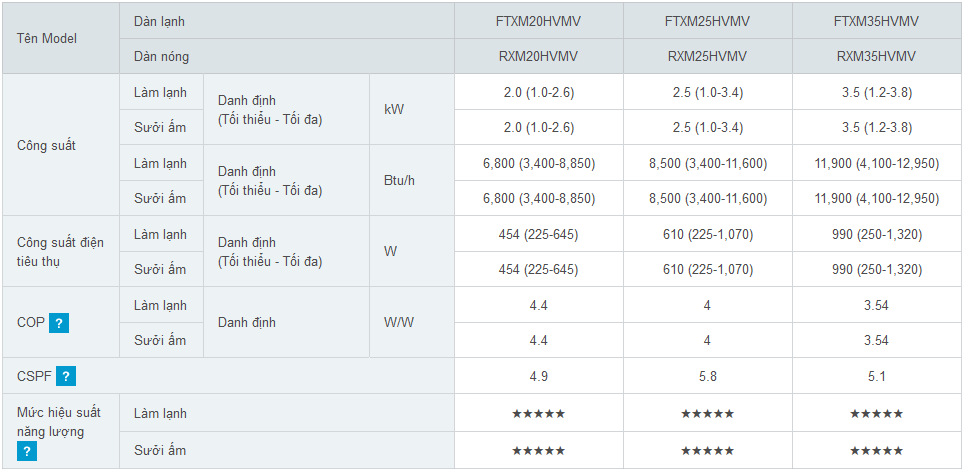 Tên Model Dàn lạnh FTXM20HVMV FTXM25HVMV FTXM35HVMV
Dàn nóng RXM20HVMV RXM25HVMV RXM35HVMV
Công suất Làm lạnh Danh định (Tối thiểu - Tối đa) kW 2.0 (1.0-2.6) 2.5 (1.0-3.4) 3.5 (1.2-3.8)
Sưởi ấm 2.0 (1.0-2.6) 2.5 (1.0-3.4) 3.5 (1.2-3.8)
Làm lạnh Danh định (Tối thiểu - Tối đa) Btu/h 6,800 (3,400-8,850) 8,500 (3,400-11,600) 11,900 (4,100-12,950)
Sưởi ấm 6,800 (3,400-8,850) 8,500 (3,400-11,600) 11,900 (4,100-12,950)
Công suất điện tiêu thụ Làm lạnh Danh định (Tối thiểu - Tối đa) W 454 (225-645) 610 (225-1,070) 990 (250-1,320)
Sưởi ấm 454 (225-645) 610 (225-1,070) 990 (250-1,320)
COP ? Làm lạnh Danh định W/W 4.4 4 3.54
Sưởi ấm 4.4 4 3.54
CSPF ? 4.9 5.8 5.1
Mức hiệu suất năng lượng ? Làm lạnh ★★★★★ ★★★★★ ★★★★★
Sưởi ấm ★★★★★ ★★★★★ ★★★★★